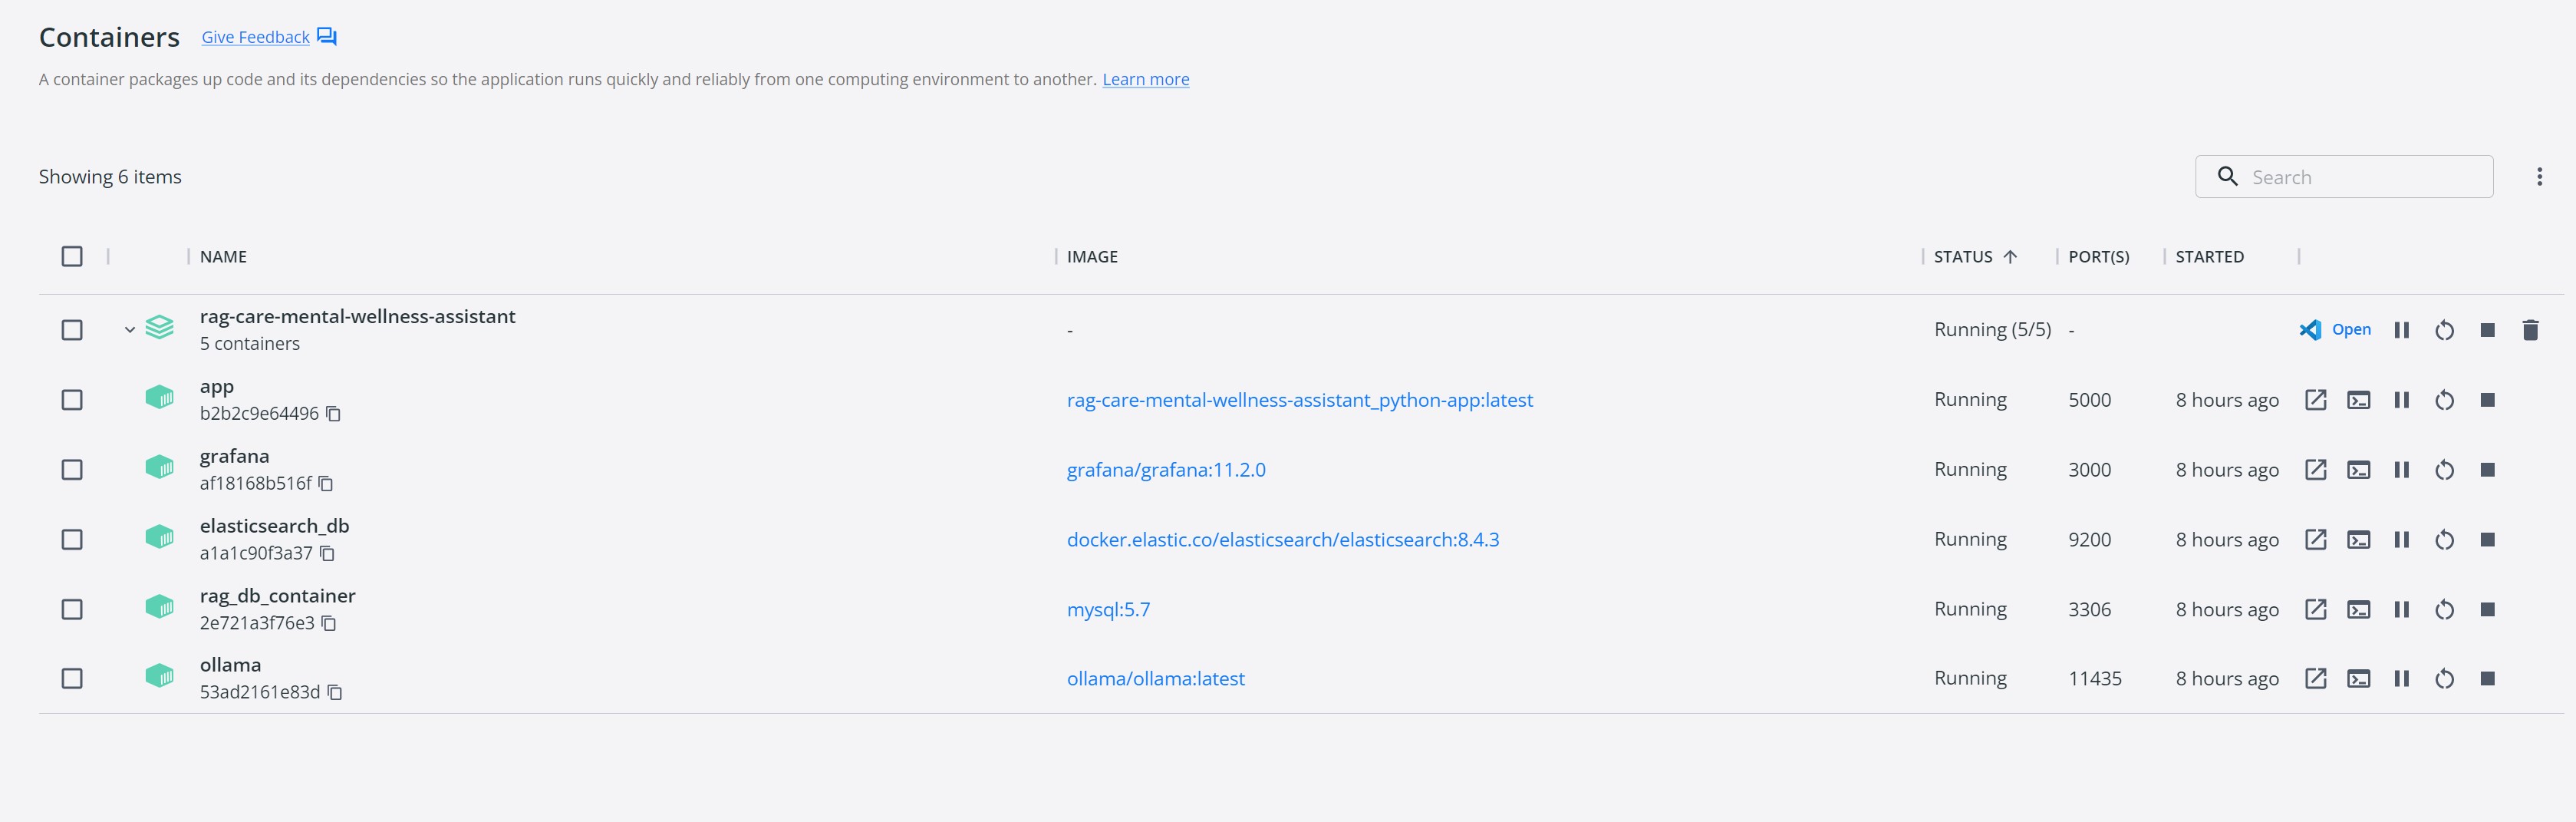 Containers Give Feedback
A container packages up code and its dependencies so the application runs quickly and reliably from one computing environment to another. Learn more
Showing 6 items
Search
NAME IMAGE STATUS PORT(S) STARTED
rag-care-mental-wellness-assistant
5 containers
- Running (5/5) - Open
app
b2b2c9e64496
rag-care-mental-wellness-assistant_python-app:latest Running 5000 8 hours ago
grafana
af18168b516f
grafana/grafana:11.2.0 Running 3000 8 hours ago
elasticsearch_db
a1a1c90f3a37
docker.elastic.co/elasticsearch/elasticsearch:8.4.3 Running 9200 8 hours ago
rag_db_container
2e721a3f76e3
mysql:5.7 Running 3306 8 hours ago
ollama
53ad2161e83d
ollama/ollama:latest Running 11435 8 hours ago